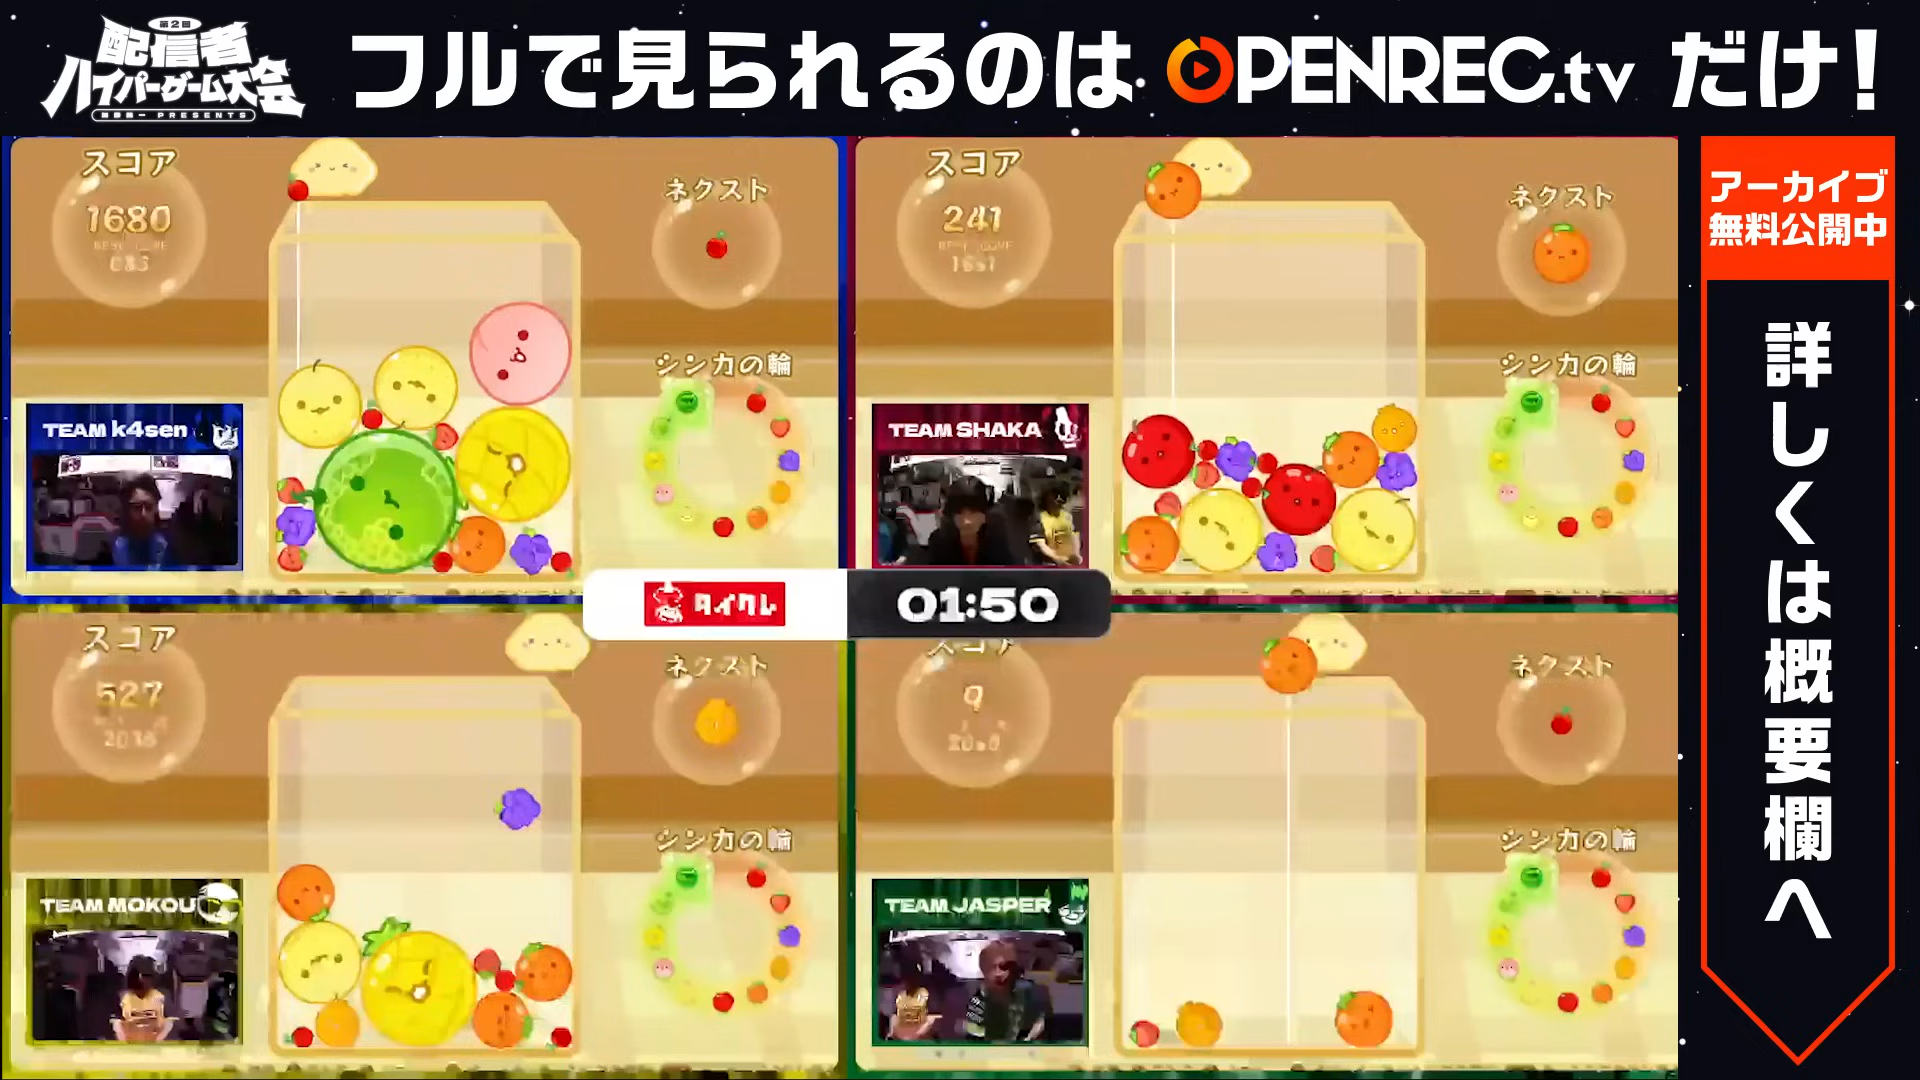 第2回
配信者
ハイパーゲーム大会
PRESENTS
フルで見られるのは OPENREC.tv だけ!
アーカイブ
無料公開中
詳しくは概要欄へ
スコア
1680
ネクスト
シンカの輪
TEAM k4sen
スコア
241
ネクスト
シンカの輪
TEAM SHAKA
タイクレ
01:50
スコア
527
ネクスト
シンカの輪
TEAM MOKOU
スコア
9
ネクスト
シンカの輪
TEAM JASPER